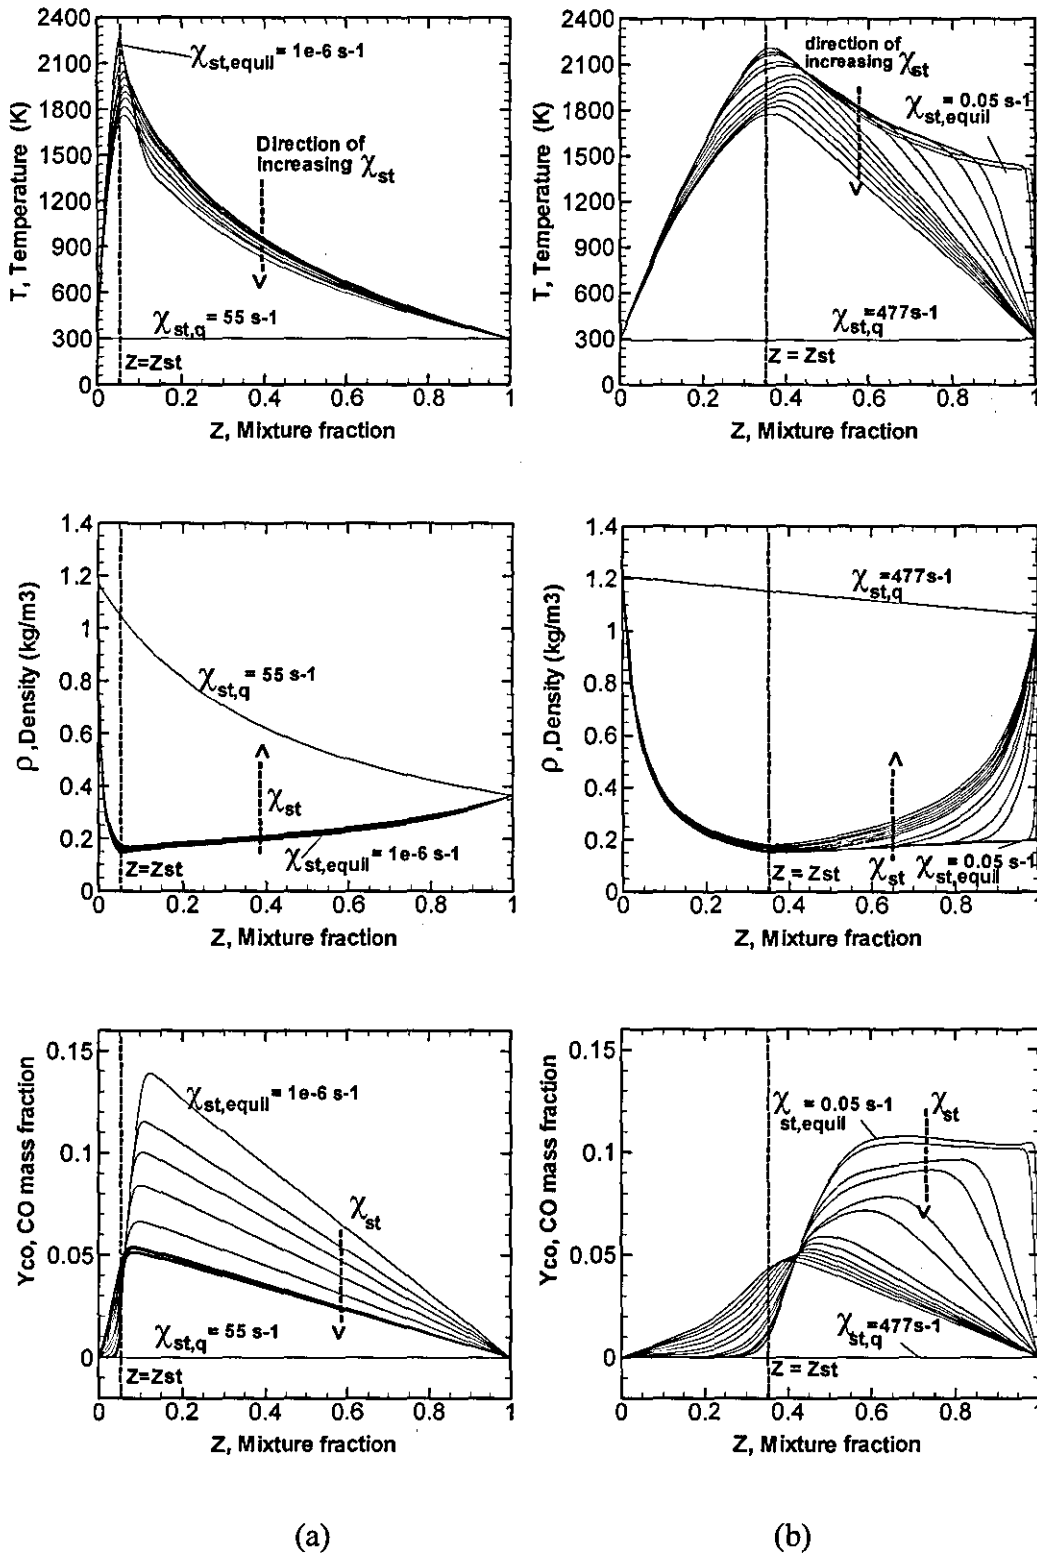 2400
2100
1800
1500
1200
900
600
300
0
T, Temperature (K)
χst,equil = 1e-6 s-1
Direction of
increasing χst
χst,q = 55 s-1
Z=Zst
0 0.2 0.4 0.6 0.8 1
Z, Mixture fraction
2400
2100
1800
1500
1200
900
600
300
0
T, Temperature (K)
direction of
increasing χst
χst,equil = 0.05 s-1
χst,q =477s-1
Z = Zst
0 0.2 0.4 0.6 0.8 1
Z, Mixture fraction
1.4
1.2
1
0.8
0.6
0.4
0.2
0
ρ ,Density (kg/m3)
χst,q = 55 s-1
χst
χst,equil = 1e-6 s-1
Z=Zst
0 0.2 0.4 0.6 0.8 1
Z, Mixture fraction
1.4
1.2
1
0.8
0.6
0.4
0.2
0
ρ ,Density (kg/m3)
χst,q =477s-1
Z = Zst
χst
χst,equil = 0.05 s-1
0 0.2 0.4 0.6 0.8 1
Z, Mixture fraction
0.15
0.1
0.05
0
Yco, CO mass fraction
χst,equil = 1e-6 s-1
χst
χst,q = 55 s-1
Z=Zst
0 0.2 0.4 0.6 0.8 1
Z, Mixture fraction
0.15
0.1
0.05
0
Yco, CO mass fraction
χst,equil = 0.05 s-1
χst
χst,q =477s-1
Z = Zst
0 0.2 0.4 0.6 0.8 1
Z, Mixture fraction
(a) (b)